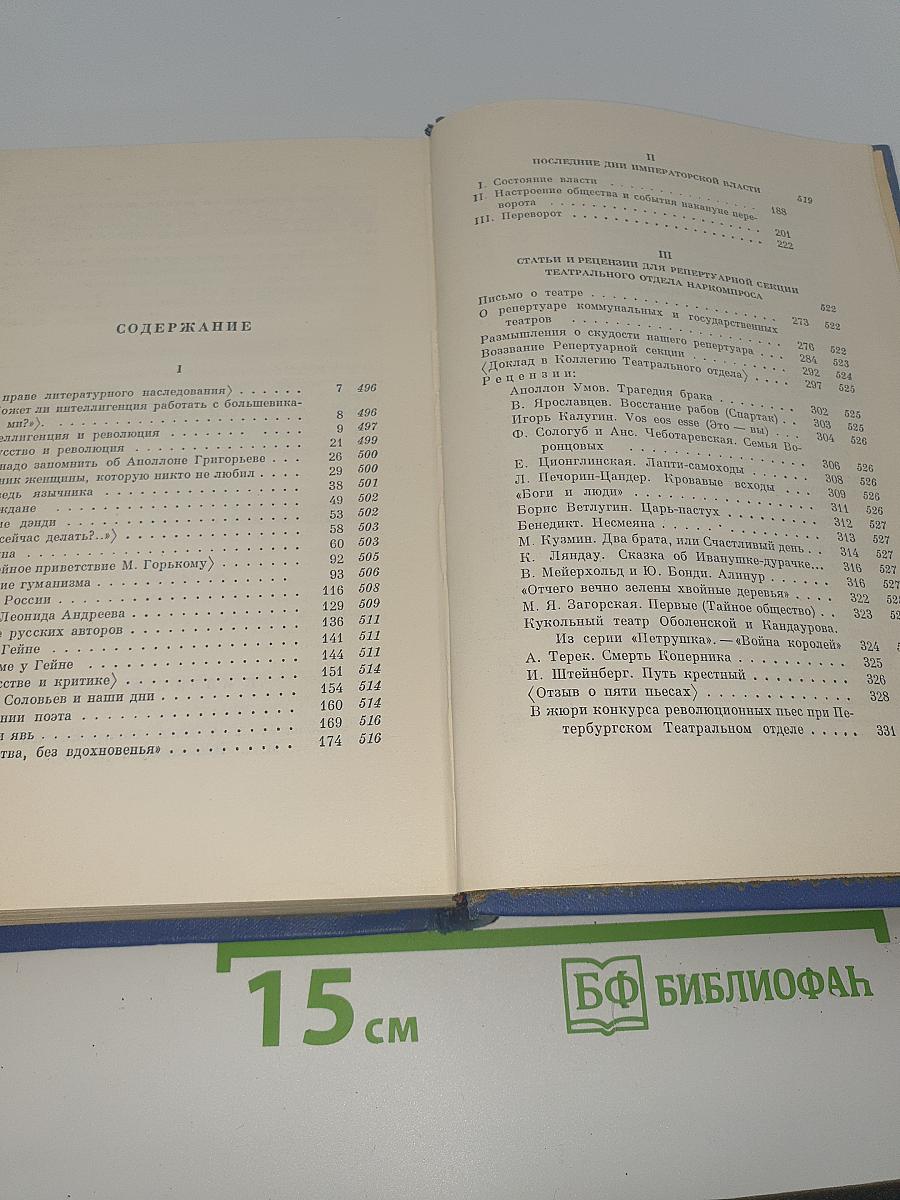 СОДЕРЖАНИЕ
I
праве литературного наследования〉 . . . . . . 7 496
ожет ли интеллигенция работать с большевика-
ми?»〉. . . . . . . . . . . . . . . . . . 8 496
еллигенция и революция . . . . . . . . . . 9 497
усство и революция . . . . . . . . . . . . 21 499
надо запомнить об Аполлоне Григорьеве . . . 26 500
ник женщины, которую никто не любил . . . . 29 500
ведь язычника . . . . . . . . . . . . . . 38 501
ждане . . . . . . . . . . . . . . . . . . 49 502
ие дэнди . . . . . . . . . . . . . . . . . 53 502
сейчас делать?..»〉 . . . . . . . . . . . . 58 503
на . . . . . . . . . . . . . . . . . . . . 60 503
ейное приветствие М. Горькому〉 . . . . . . . 92 505
ние гуманизма . . . . . . . . . . . . . . 93 506
России . . . . . . . . . . . . . . . . . . 116 508
Леонида Андреева . . . . . . . . . . . . . 129 509
е русских авторов . . . . . . . . . . . . . 136 511
Гейне . . . . . . . . . . . . . . . . . . 141 511
ме у Гейне . . . . . . . . . . . . . . . . 144 511
сстве и критике〉 . . . . . . . . . . . . . 151 514
Соловьев и наши дни . . . . . . . . . . . . 154 514
ении поэта . . . . . . . . . . . . . . . . 160 514
и явь . . . . . . . . . . . . . . . . . . 169 516
тва, без вдохновенья» . . . . . . . . . . . 174 516
II
ПОСЛЕДНИЕ ДНИ ИМПЕРАТОРСКОЙ ВЛАСТИ 519
I. Состояние власти . . . . . . . . . . . . 188
II. Настроение общества и события накануне пере-
ворота . . . . . . . . . . . . . . . . . . 201
III. Переворот . . . . . . . . . . . . . . . 222
III
СТАТЬИ И РЕЦЕНЗИИ ДЛЯ РЕПЕРТУАРНОЙ СЕКЦИИ
ТЕАТРАЛЬНОГО ОТДЕЛА НАРКОМПРОСА 522
Письмо о театре . . . . . . . . . . . . . . 273 522
О репертуаре коммунальных и государственных
театров . . . . . . . . . . . . . . . . . . 276 522
Размышления о скудости нашего репертуара . . . 284 523
Воззвание Репертуарной секции . . . . . . . . 292 524
〈Доклад в Коллегию Театрального отдела〉 . . . . 297 525
Рецензии:
Аполлон Умов. Трагедия брака . . . . . . . . 302 525
В. Ярославцев. Восстание рабов (Спартак) . . 303 525
Игорь Калугин. Vos eos esse (Это — вы) . . . 304 526
Ф. Сологуб и Анс. Чеботаревская. Семья Во-
ронцовых . . . . . . . . . . . . . . . . . 306 526
Е. Ционглинская. Лапти-самоходы . . . . . . 308 526
Л. Печорин-Цандер. Кровавые всходы . . . . . 309 526
«Боги и люди» . . . . . . . . . . . . . . . 311 526
Борис Ветлугин. Царь-пастух . . . . . . . . 312 527
Бенедикт. Несмеяна . . . . . . . . . . . . . 313 527
М. Кузмин. Два брата, или Счастливый день . . 314 527
К. Ляндау. Сказка об Иванушке-дурачке... 316 527
В. Мейерхольд и Ю. Бонди. Алинур . . . . . . 316 527
«Отчего вечно зелены хвойные деревья» . . . . 322
М. Я. Загорская. Первые (Тайное общество) . . 323
Кукольный театр Оболенской и Кандаурова.
Из серии «Петрушка». — «Война королей» 324
А. Терек. Смерть Коперника . . . . . . . . . 325
И. Штейнберг. Путь крестный . . . . . . . . . 326
〈Отзыв о пяти пьесах〉 . . . . . . . . . . . 328
В жюри конкурса революционных пьес при Пе-
тербургском Театральном отделе . . . . . 331
15 см
БФ БИБЛИОФАН